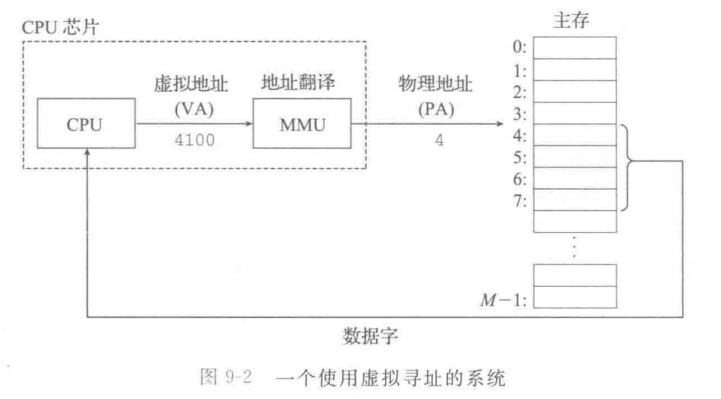 CPU 芯片
主存
虚拟地址
(VA)
地址翻译
物理地址
(PA)
CPU
4100
MMU
4
0:
1:
2:
3:
4:
5:
6:
7:
⋮
M−1:
数据字
图 9-2 一个使用虚拟寻址的系统